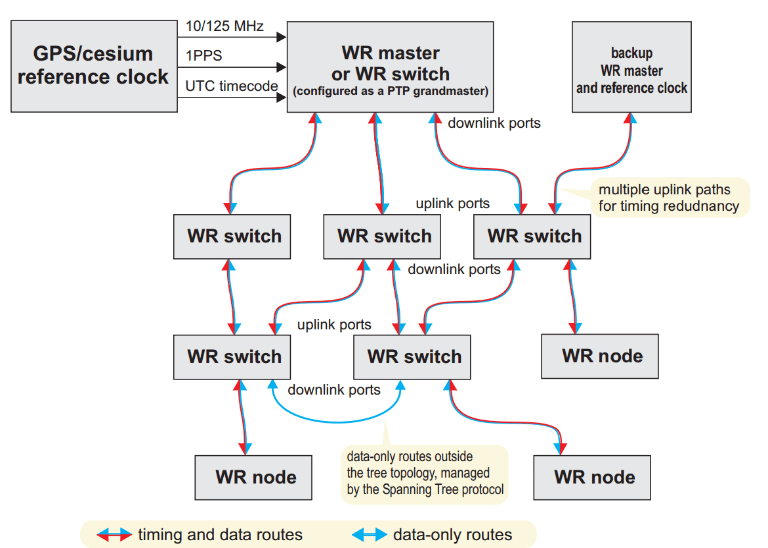 GPS/cesium
reference clock
10/125 MHz
1PPS
UTC timecode
WR master
or WR switch
(configured as a PTP grandmaster)
backup
WR master
and reference clock
downlink ports
multiple uplink paths
for timing redudnancy
uplink ports
WR switch
WR switch
WR switch
downlink ports
uplink ports
WR switch
WR switch
WR node
downlink ports
data-only routes outside
the tree topology, managed
by the Spanning Tree protocol
WR node
WR node
timing and data routes
data-only routes